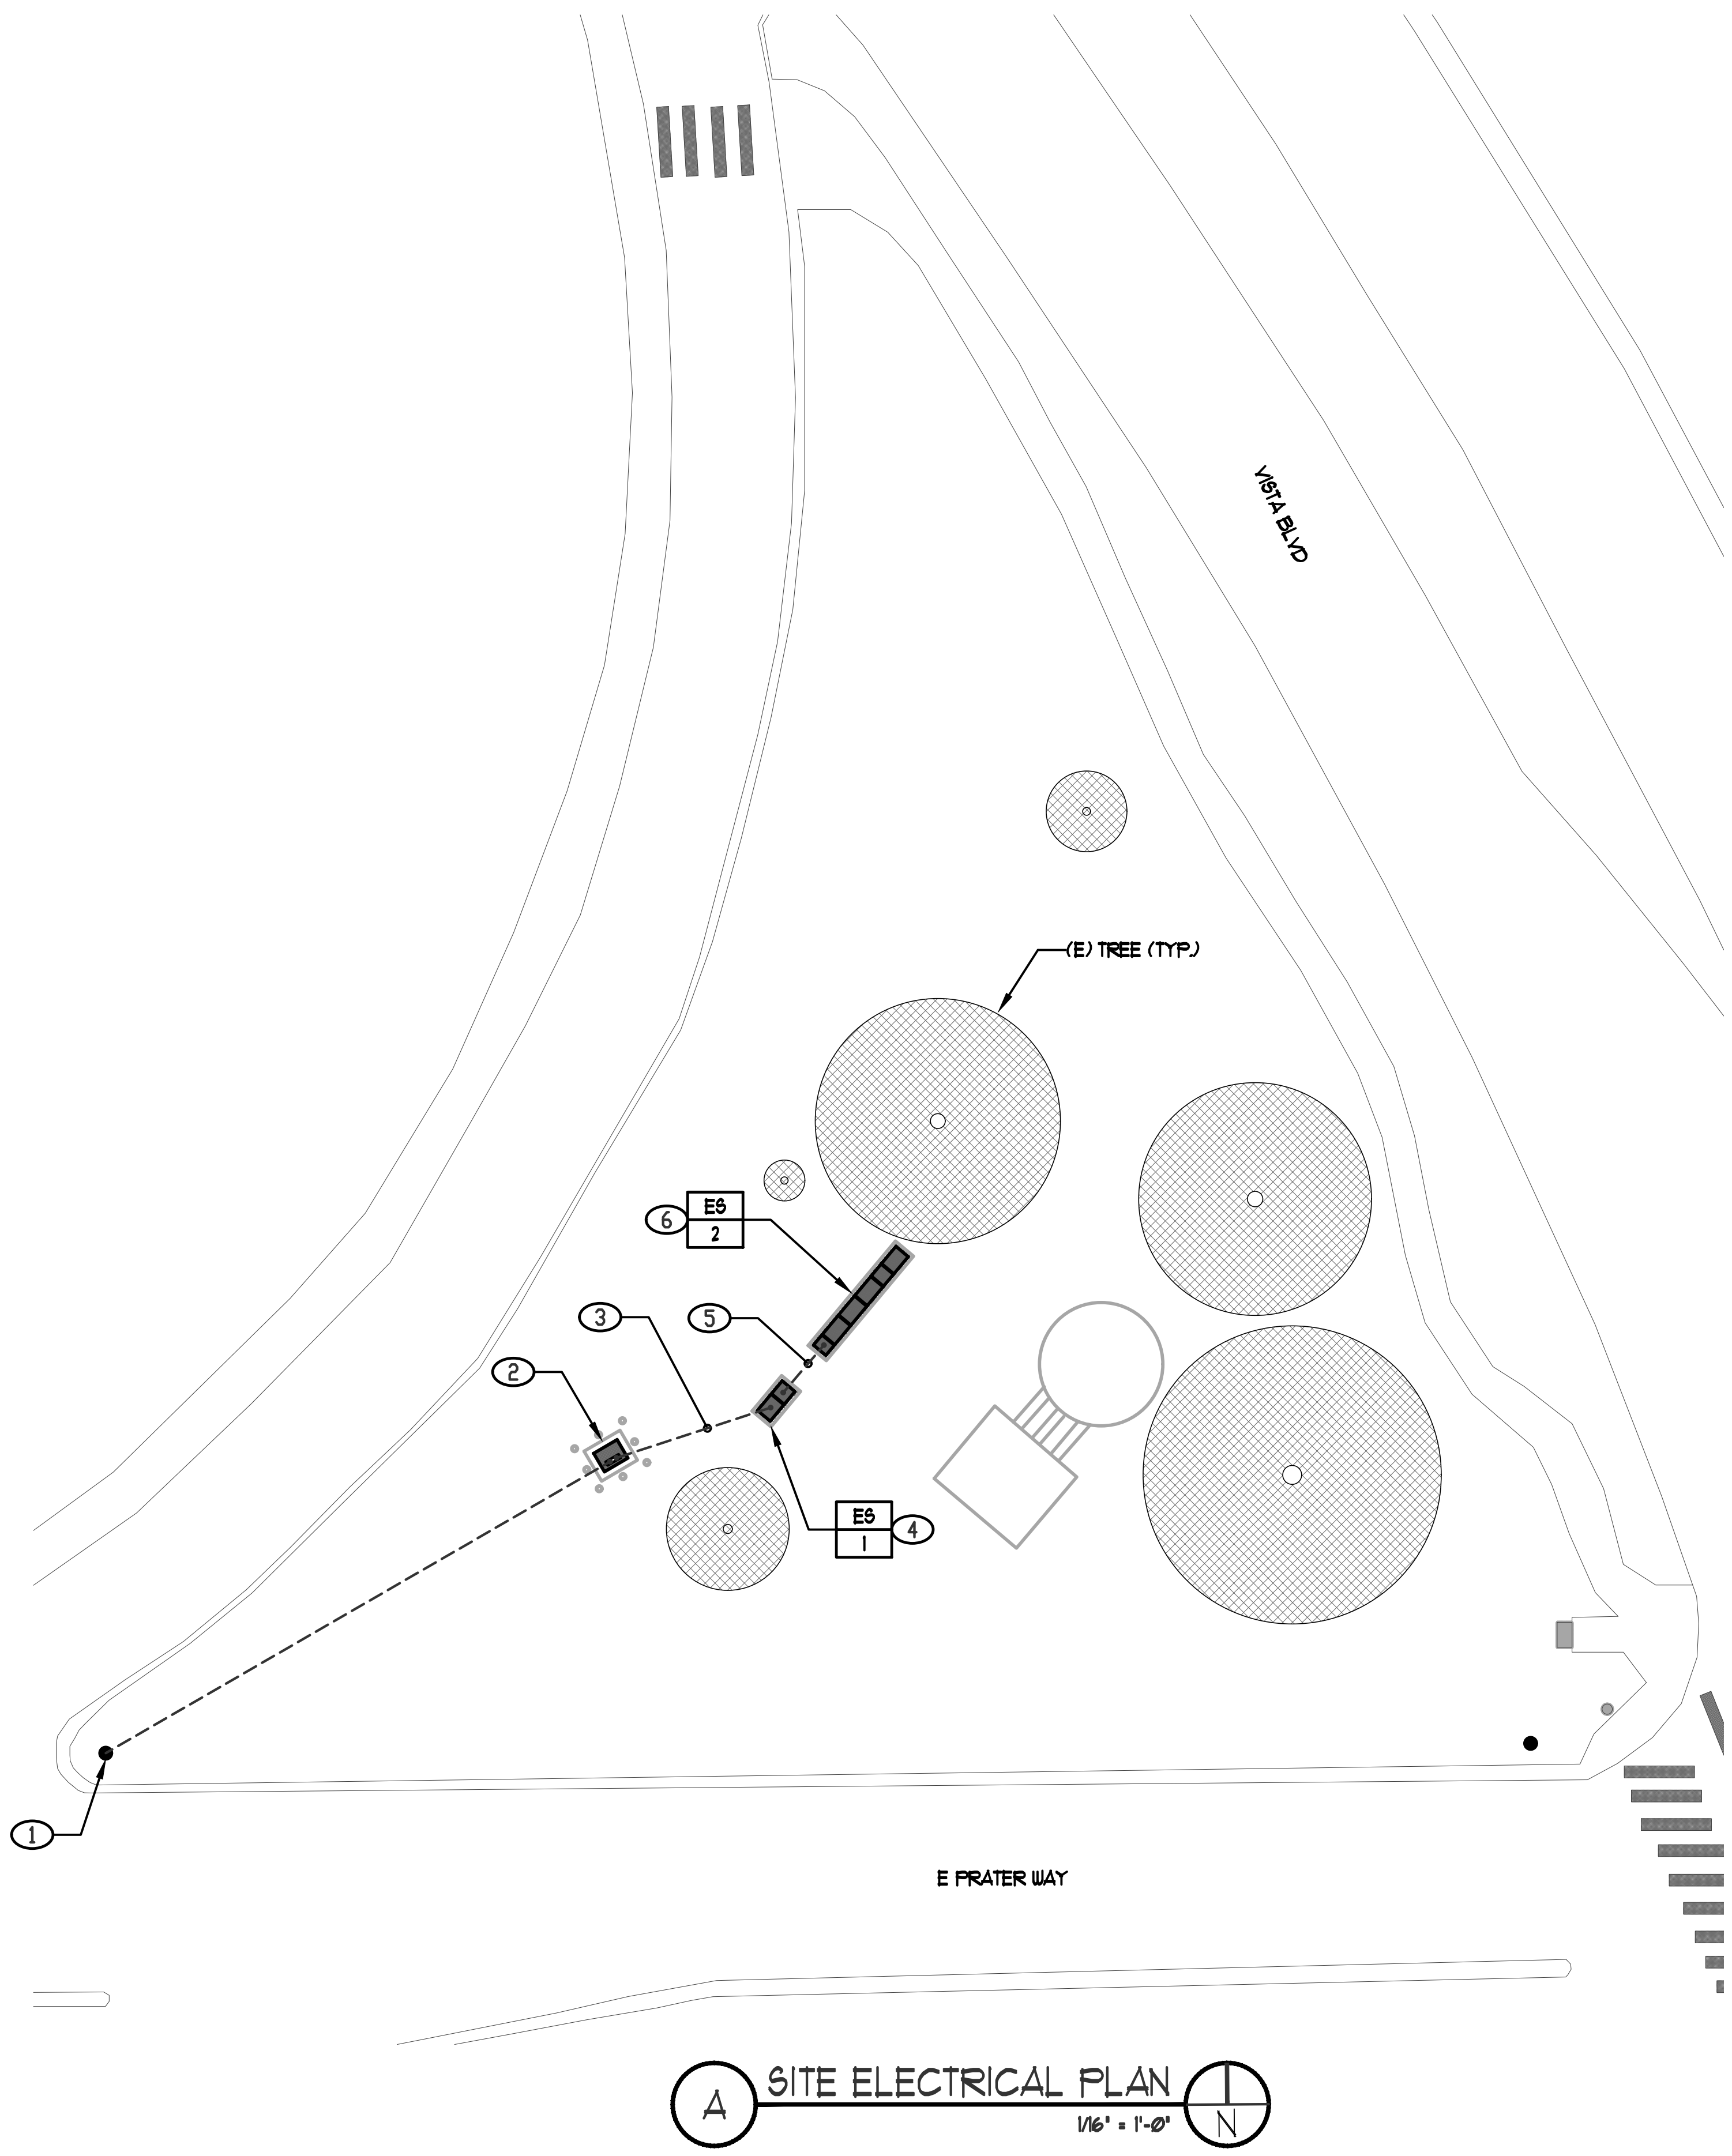 VISTA BLVD
(E) TREE (TYP.)
6
ES
2
3
5
2
ES
1
4
1
E PRATER WAY
A
SITE ELECTRICAL PLAN
1/16" = 1'-0"
N